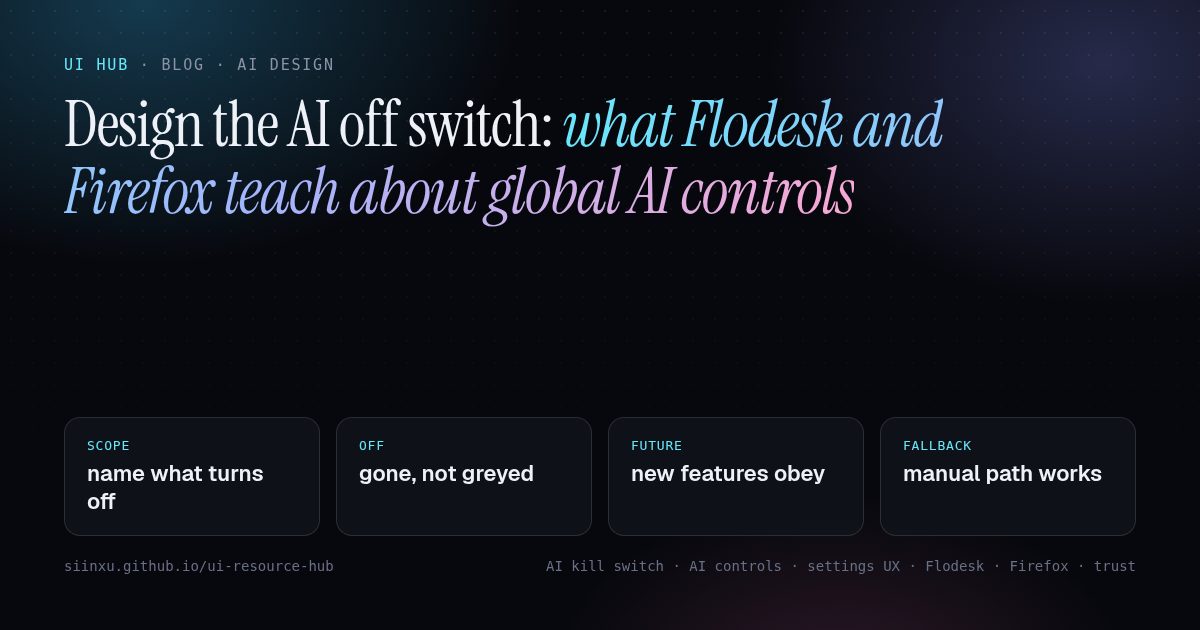 UI HUB · BLOG · AI DESIGN
Design the AI off switch: what Flodesk and
Firefox teach about global AI controls
SCOPE
name what turns
off
OFF
gone, not greyed
FUTURE
new features obey
FALLBACK
manual path works
siinxu.github.io/ui-resource-hub
AI kill switch · AI controls · settings UX · Flodesk · Firefox · trust